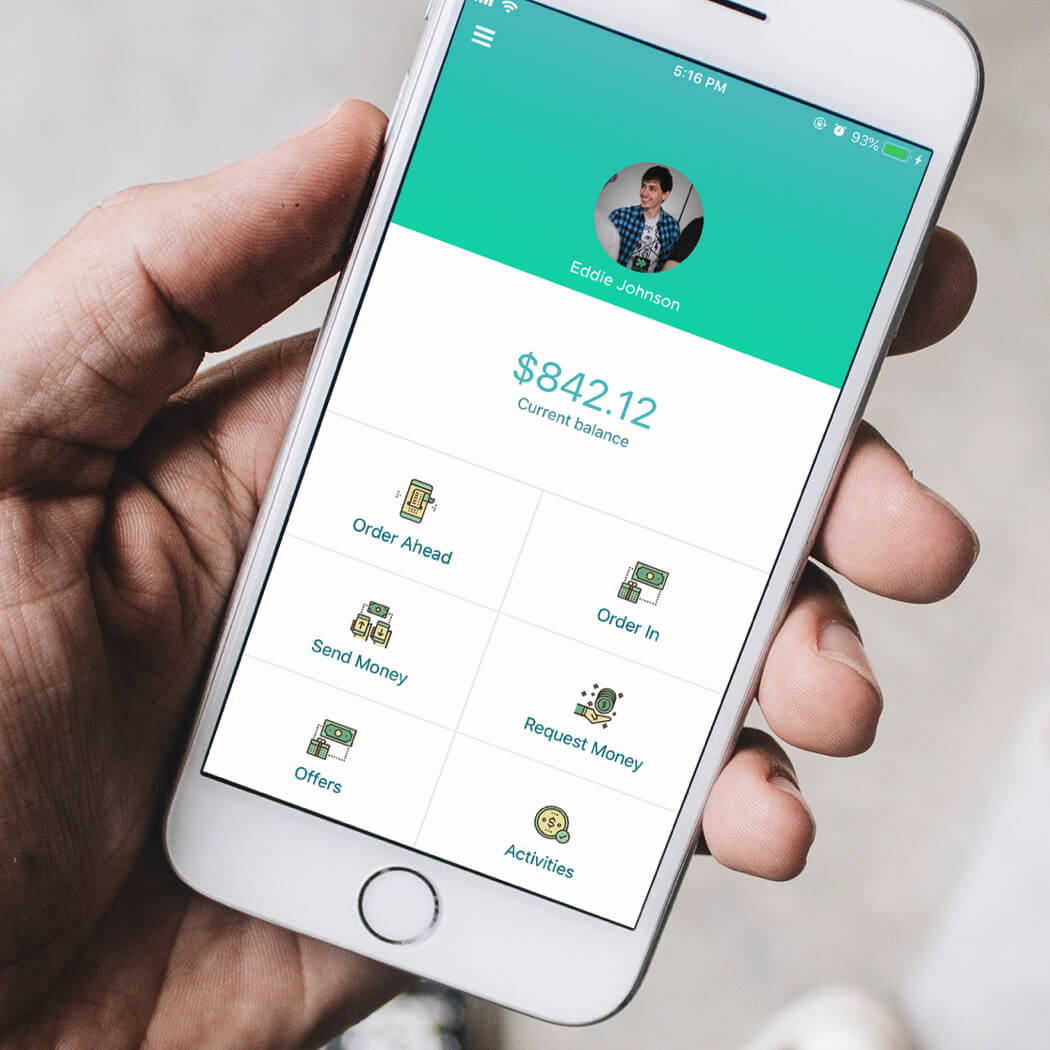 5:16 PM
93%
Eddie Johnson
$842.12
Current balance
Order Ahead
Order In
Send Money
Request Money
Offers
Activities